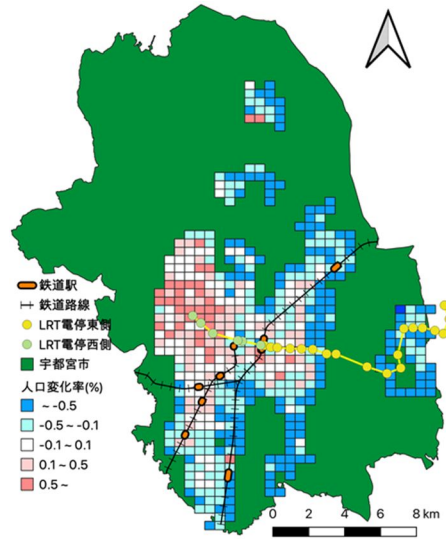 鉄道駅
鉄道路線
LRT電停東側
LRT電停西側
宇都宮市
人口変化率(%)
~ -0.5
-0.5~ -0.1
-0.1~0.1
0.1~0.5
0.5~
0 2 4 6 8 km